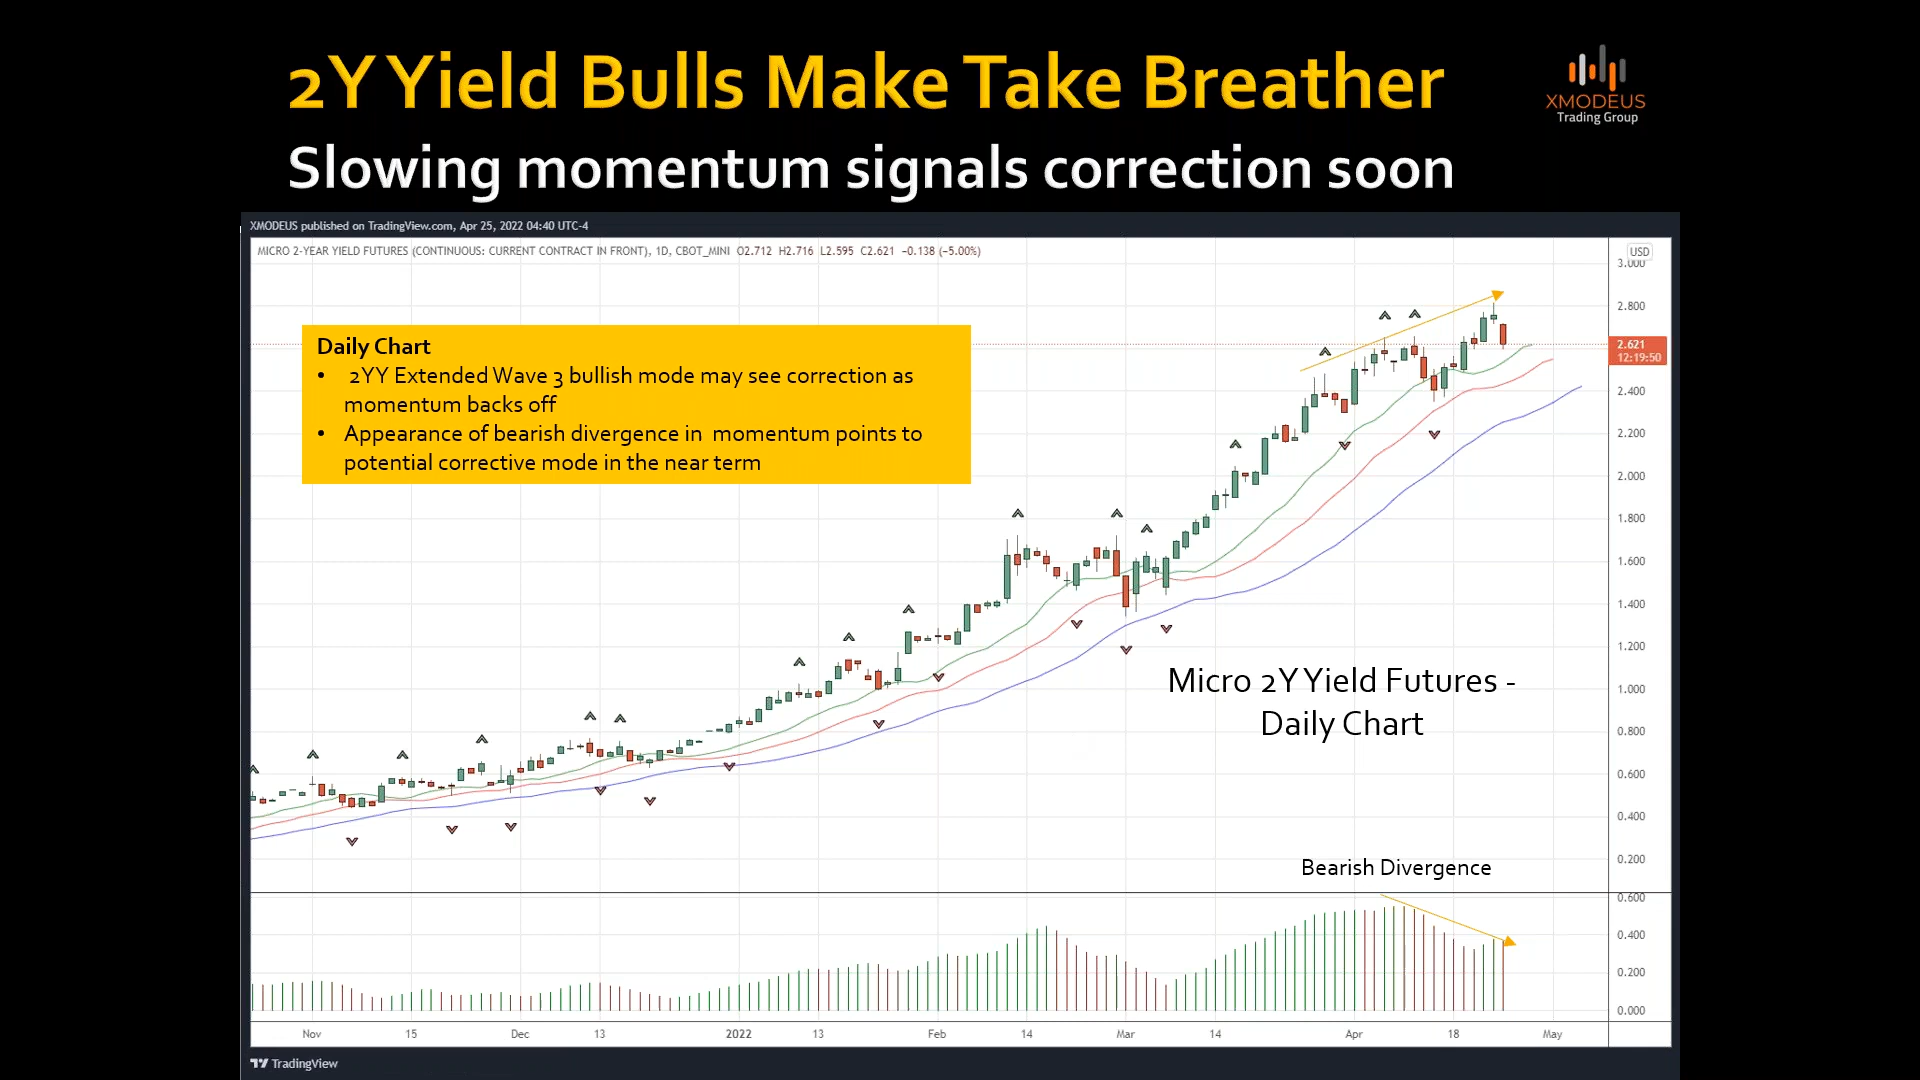 2Y Yield Bulls Make Take Breather
XMODEUS
Trading Group
Slowing momentum signals correction soon
XMODEUS published on TradingView.com, Apr 25, 2022 04:40 UTC-4
MICRO 2-YEAR YIELD FUTURES (CONTINUOUS: CURRENT CONTRACT IN FRONT), 1D, CBOT_MINI O2.712 H2.716 L2.595 C2.621 −0.138 (−5.00%)
USD
3.000
2.800
2.621
12:19:50
2.400
2.200
2.000
1.800
1.600
1.400
1.200
1.000
0.800
0.600
0.400
0.200
Daily Chart
• 2YY Extended Wave 3 bullish mode may see correction as
momentum backs off
• Appearance of bearish divergence in momentum points to
potential corrective mode in the near term
Micro 2Y Yield Futures -
Daily Chart
Bearish Divergence
0.600
0.400
0.200
0.000
Nov 15 Dec 13 2022 13 Feb 14 Mar 14 Apr 18 May
TradingView